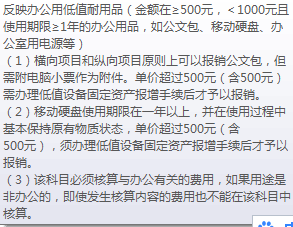 反映办公用低值耐用品（金额在≥500元，＜1000元且
使用期限≥1年的办公用品，如公文包、移动硬盘、办
公室用电源等）
（1）横向项目和纵向项目原则上可以报销公文包，但
需附电脑小票作为附件。单价超过500元（含500元）
需办理低值设备固定资产报增手续后才予以报销。
（2）移动硬盘使用期限在一年以上，并在使用过程中
基本保持原有物质状态，单价超过500元（含
500元），须办理低值设备固定资产报增手续后才予以
报销。
（3）该科目必须核算与办公有关的费用，如果用途是
非办公的，即使发生核算内容的费用也不能在该科目中
核算。